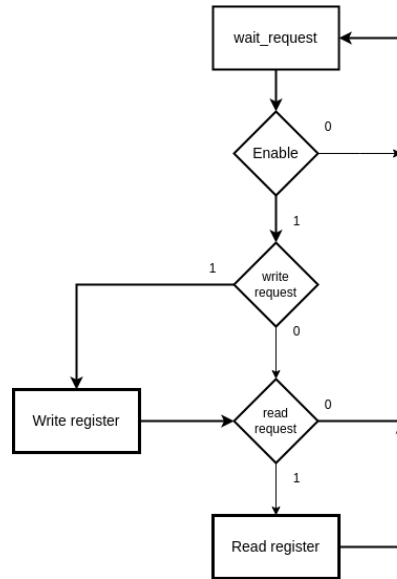 wait_request
Enable
0
1
write
request
1
0
Write register
read
request
0
1
Read register